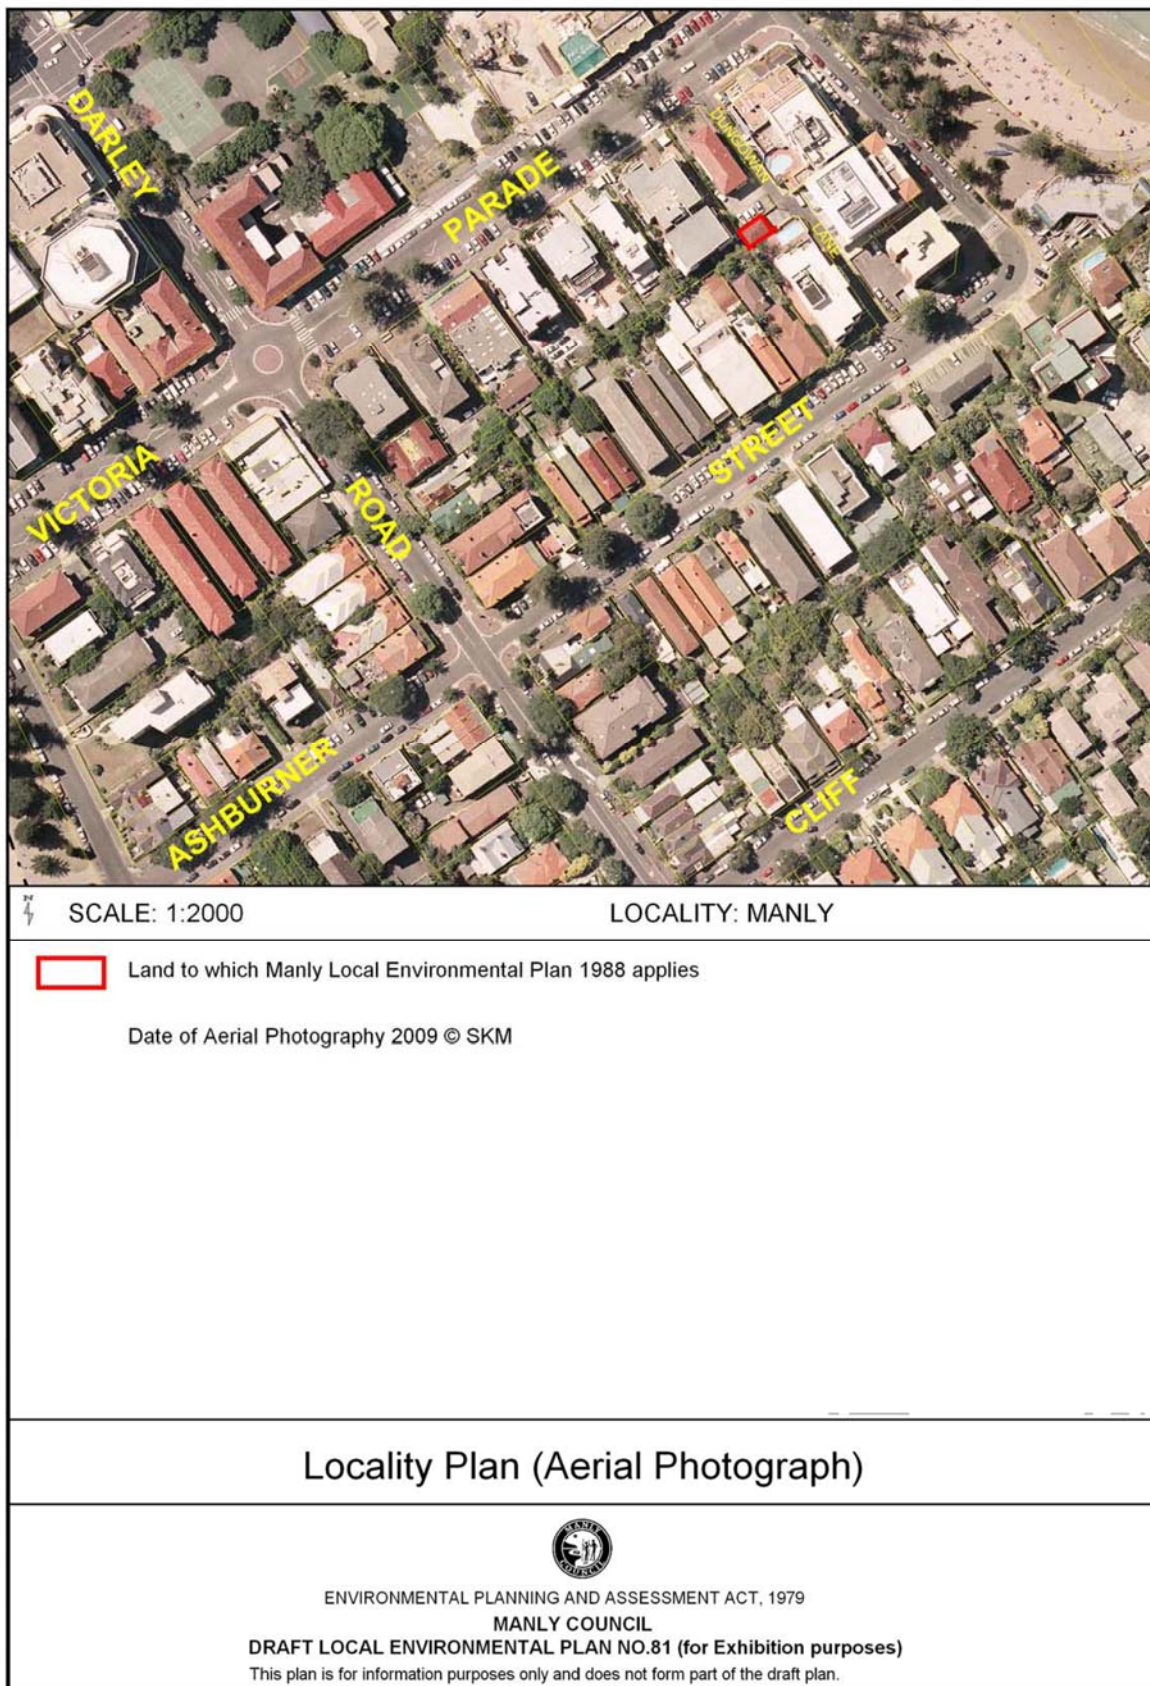 DARLEY
PARADE
DUNGOWAN
LANE
VICTORIA
ROAD
STREET
ASHBURNER
CLIFF
N
SCALE: 1:2000
LOCALITY: MANLY
Land to which Manly Local Environmental Plan 1988 applies
Date of Aerial Photography 2009 © SKM
Locality Plan (Aerial Photograph)
MANLY
COUNCIL
ENVIRONMENTAL PLANNING AND ASSESSMENT ACT, 1979
MANLY COUNCIL
DRAFT LOCAL ENVIRONMENTAL PLAN NO.81 (for Exhibition purposes)
This plan is for information purposes only and does not form part of the draft plan.